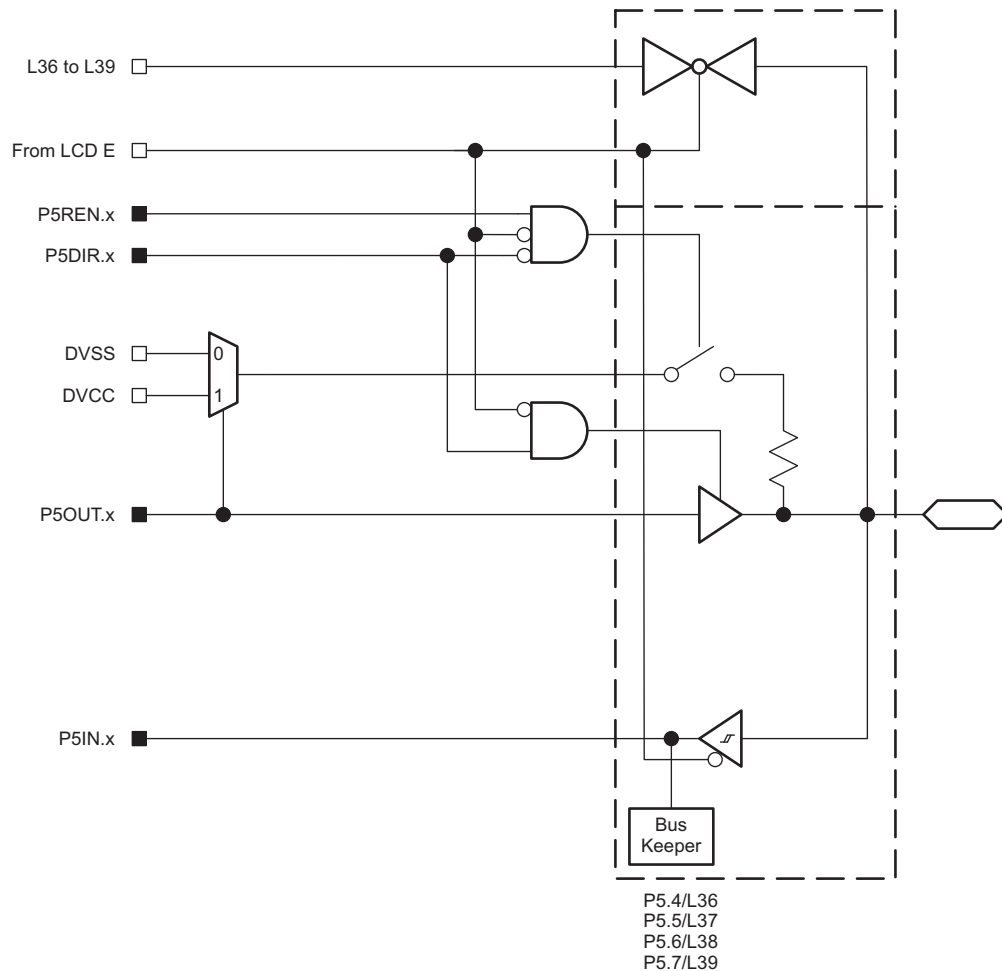 L36 to L39
From LCD E
P5REN.x
P5DIR.x
DVSS
0
DVCC
1
P5OUT.x
P5IN.x
Bus
Keeper
P5.4/L36
P5.5/L37
P5.6/L38
P5.7/L39